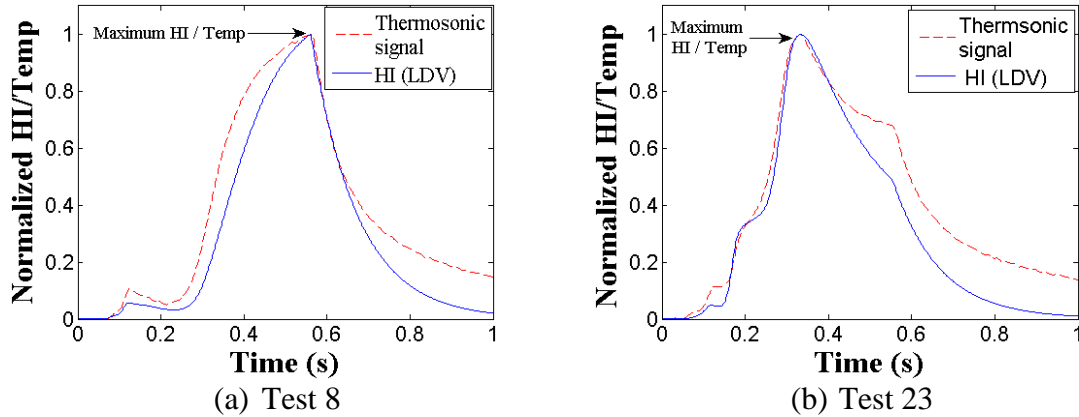 Normalized HI/Temp
1
0.8
0.6
0.4
0.2
0
Maximum HI / Temp
Thermosonic
signal
HI (LDV)
0 0.2 0.4 0.6 0.8 1
Time (s)
(a) Test 8
Normalized HI/Temp
1
0.8
0.6
0.4
0.2
0
Maximum
HI / Temp
Thermsonic
signal
HI (LDV)
0 0.2 0.4 0.6 0.8 1
Time (s)
(b) Test 23